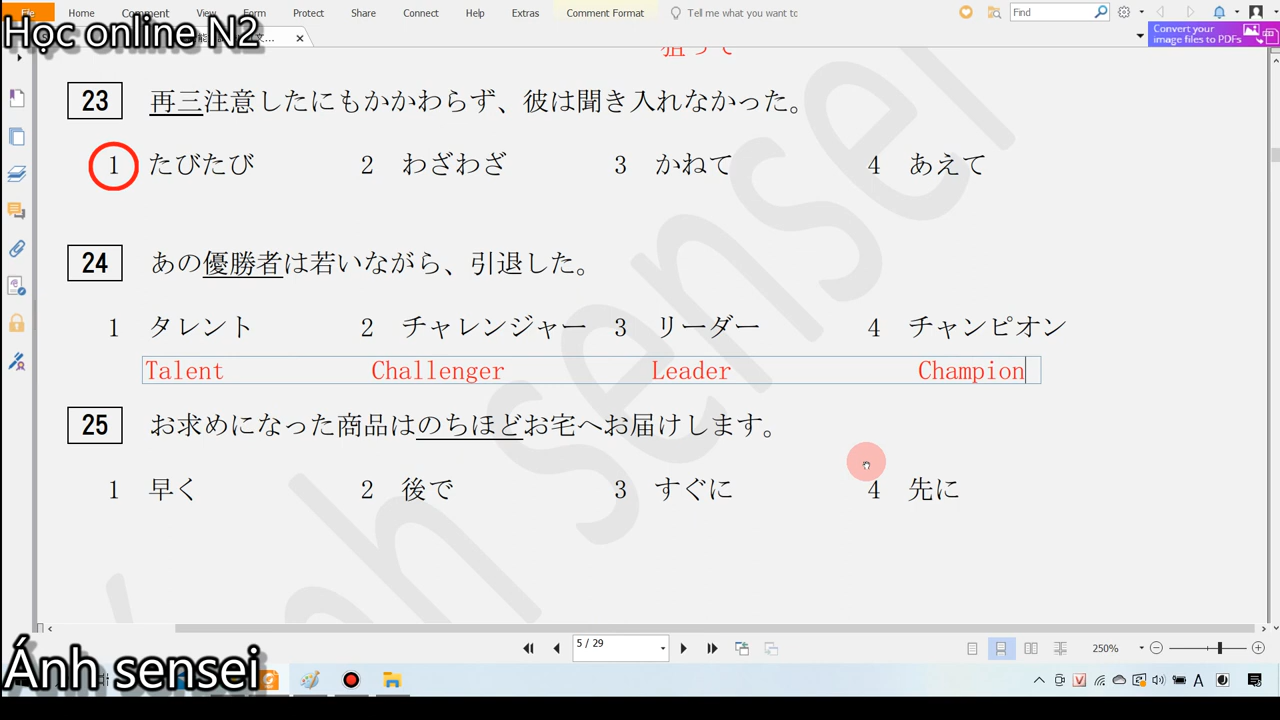 File Home Comment View Form Protect Share Connect Help Extras Comment Format Tell me what you want to Find
Học online N2
Convert your
image files to PDFs
狙って
23 再三注意したにもかかわらず、彼は聞き入れなかった。
1 たびたび 2 わざわざ 3 かねて 4 あえて
24 あの優勝者は若いながら、引退した。
1 タレント 2 チャレンジャー 3 リーダー 4 チャンピオン
Talent Challenger Leader Champion
25 お求めになった商品はのちほどお宅へお届けします。
1 早く 2 後で 3 すぐに 4 先に
Ánh sensei
5 / 29
250%
Ánh sensei